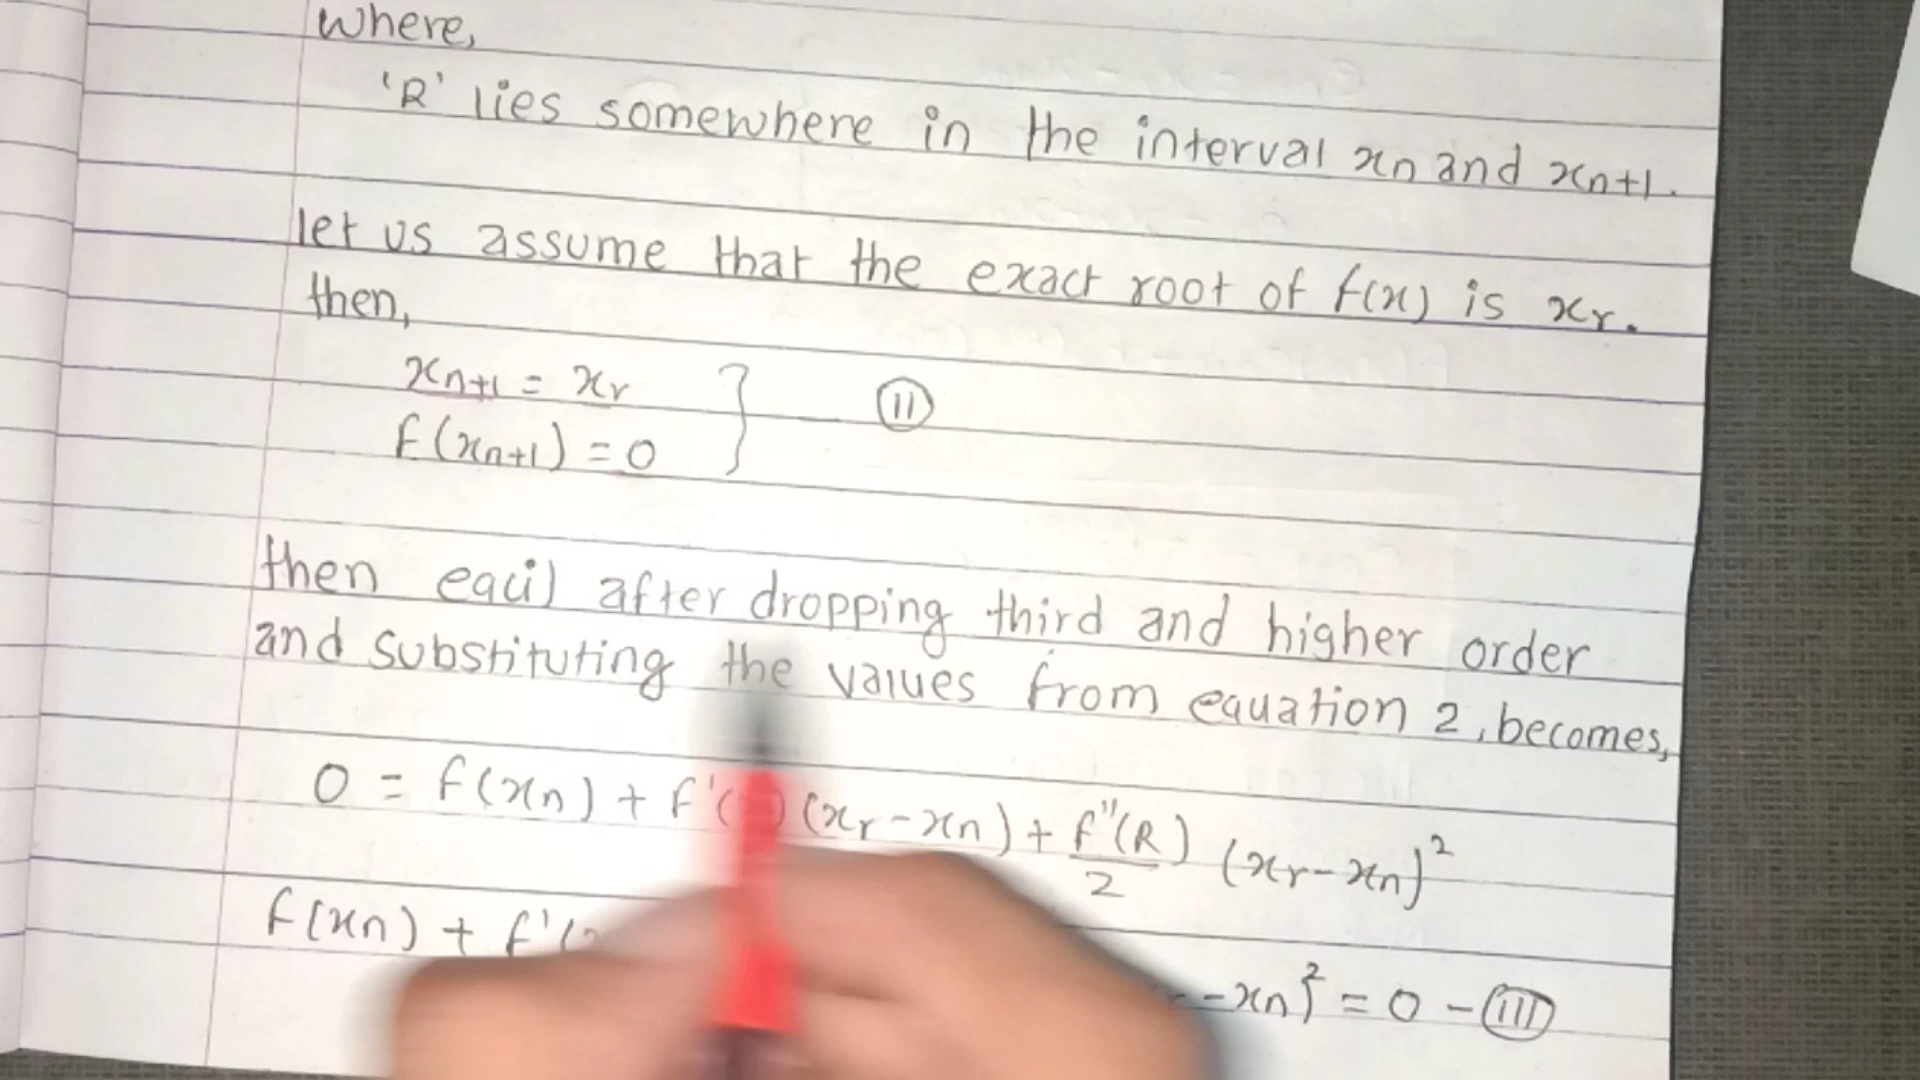 where,
'R' lies somewhere in the interval xn and xn+1.
let us assume that the exact root of f(x) is xr.
then,
xn+1 = xr
f(xn+1) = 0 } (II)
then eq(i) after dropping third and higher order
and substituting the values from equation 2, becomes,
0 = f(xn) + f'( ) (xr-xn) + f''(R)/2 (xr-xn)²
f(xn) + f'( -xn)² = 0 - (III)